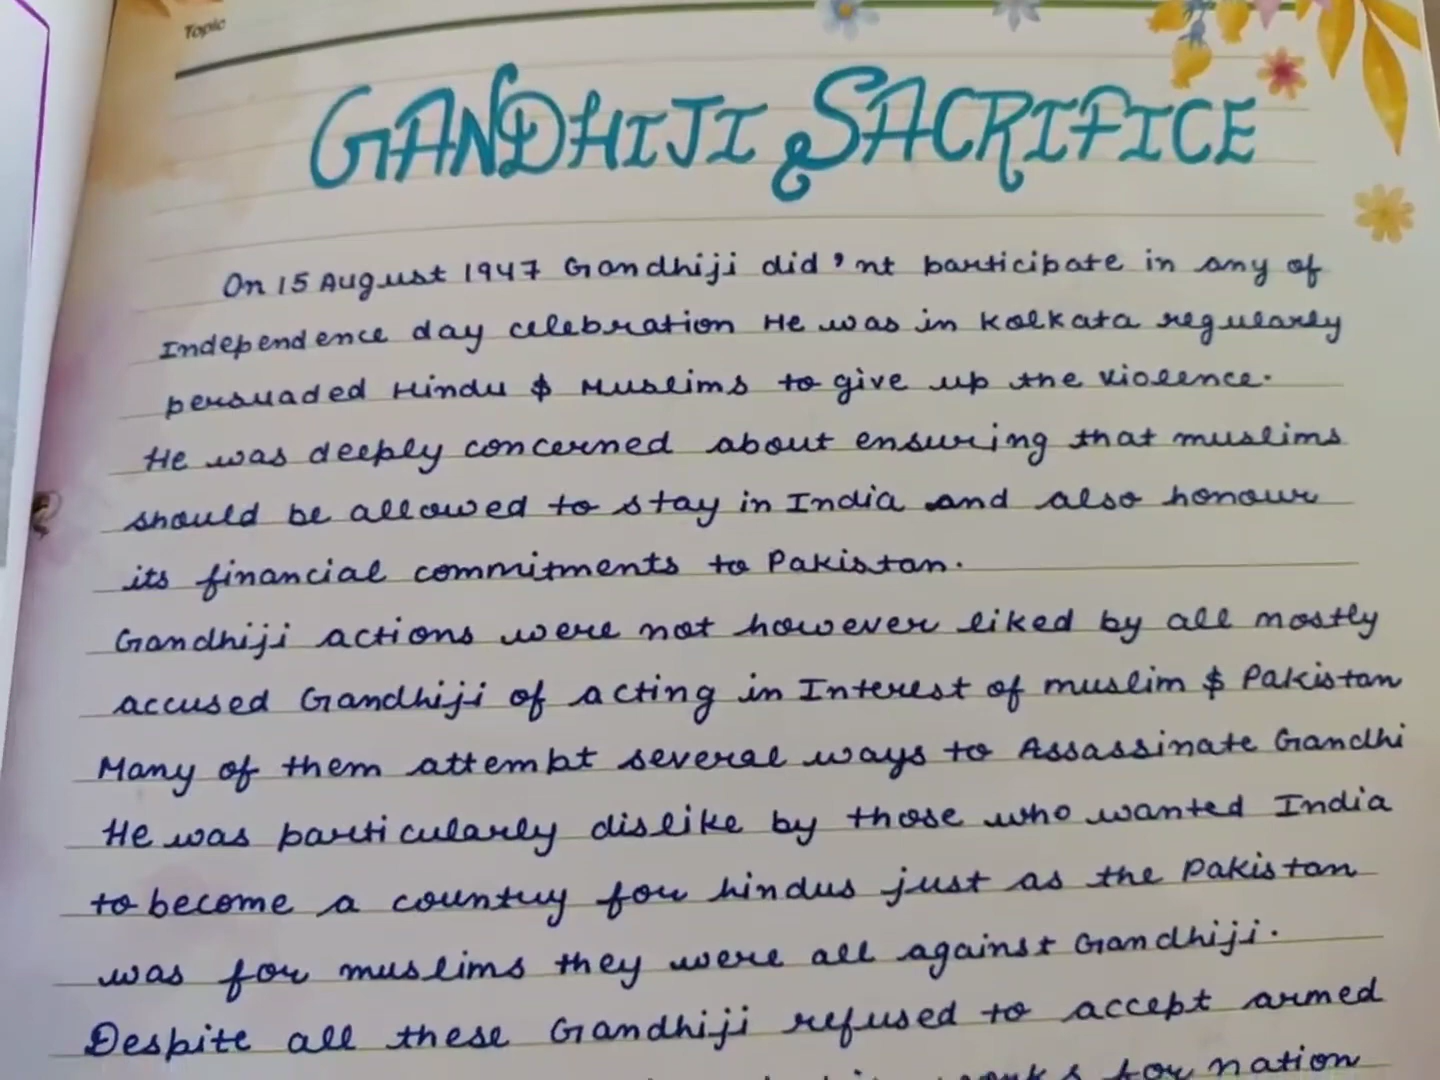 Topic
GANDHIJI SACRIFICE
On 15 August 1947 Gandhiji did'nt participate in any of
Independence day celebration He was in Kolkata regularly
persuaded Hindu $ Muslims to give up the violence.
He was deeply concerned about ensuring that muslims
should be allowed to stay in India and also honour
its financial commitments to Pakistan.
Gandhiji actions were not however liked by all mostly
accused Gandhiji of acting in Interest of muslim $ Pakistan
Many of them attempt several ways to Assassinate Gandhi
He was particularly dislike by those who wanted India
to become a country for hindus just as the Pakistan
was for muslims they were all against Gandhiji.
Despite all these Gandhiji refused to accept armed
for nation